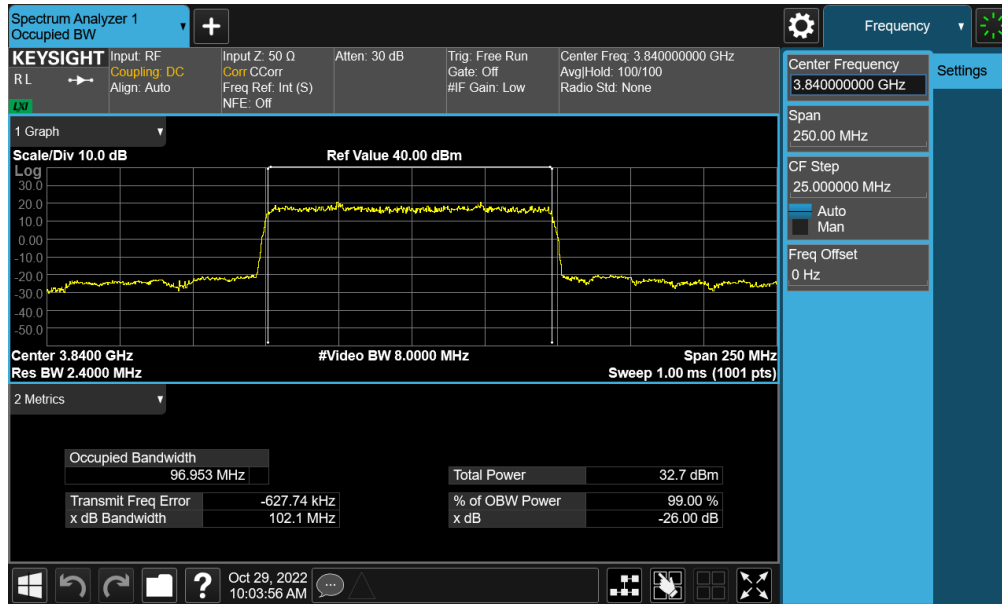 Spectrum Analyzer 1
Occupied BW
+
Frequency
KEYSIGHT
R L
LXI
Input: RF
Coupling: DC
Align: Auto
Input Z: 50 Ω
Corr CCorr
Freq Ref: Int (S)
NFE: Off
Atten: 30 dB
Trig: Free Run
Gate: Off
#IF Gain: Low
Center Freq: 3.840000000 GHz
Avg|Hold: 100/100
Radio Std: None
Center Frequency
3.840000000 GHz
Settings
Span
250.00 MHz
CF Step
25.000000 MHz
Auto
Man
Freq Offset
0 Hz
1 Graph
Scale/Div 10.0 dB
Ref Value 40.00 dBm
Log
30.0
20.0
10.0
0.00
-10.0
-20.0
-30.0
-40.0
-50.0
Center 3.8400 GHz
#Video BW 8.0000 MHz
Span 250 MHz
Res BW 2.4000 MHz
Sweep 1.00 ms (1001 pts)
2 Metrics
Occupied Bandwidth
96.953 MHz
Total Power 32.7 dBm
Transmit Freq Error -627.74 kHz
% of OBW Power 99.00 %
x dB Bandwidth 102.1 MHz
x dB -26.00 dB
?
Oct 29, 2022
10:03:56 AM